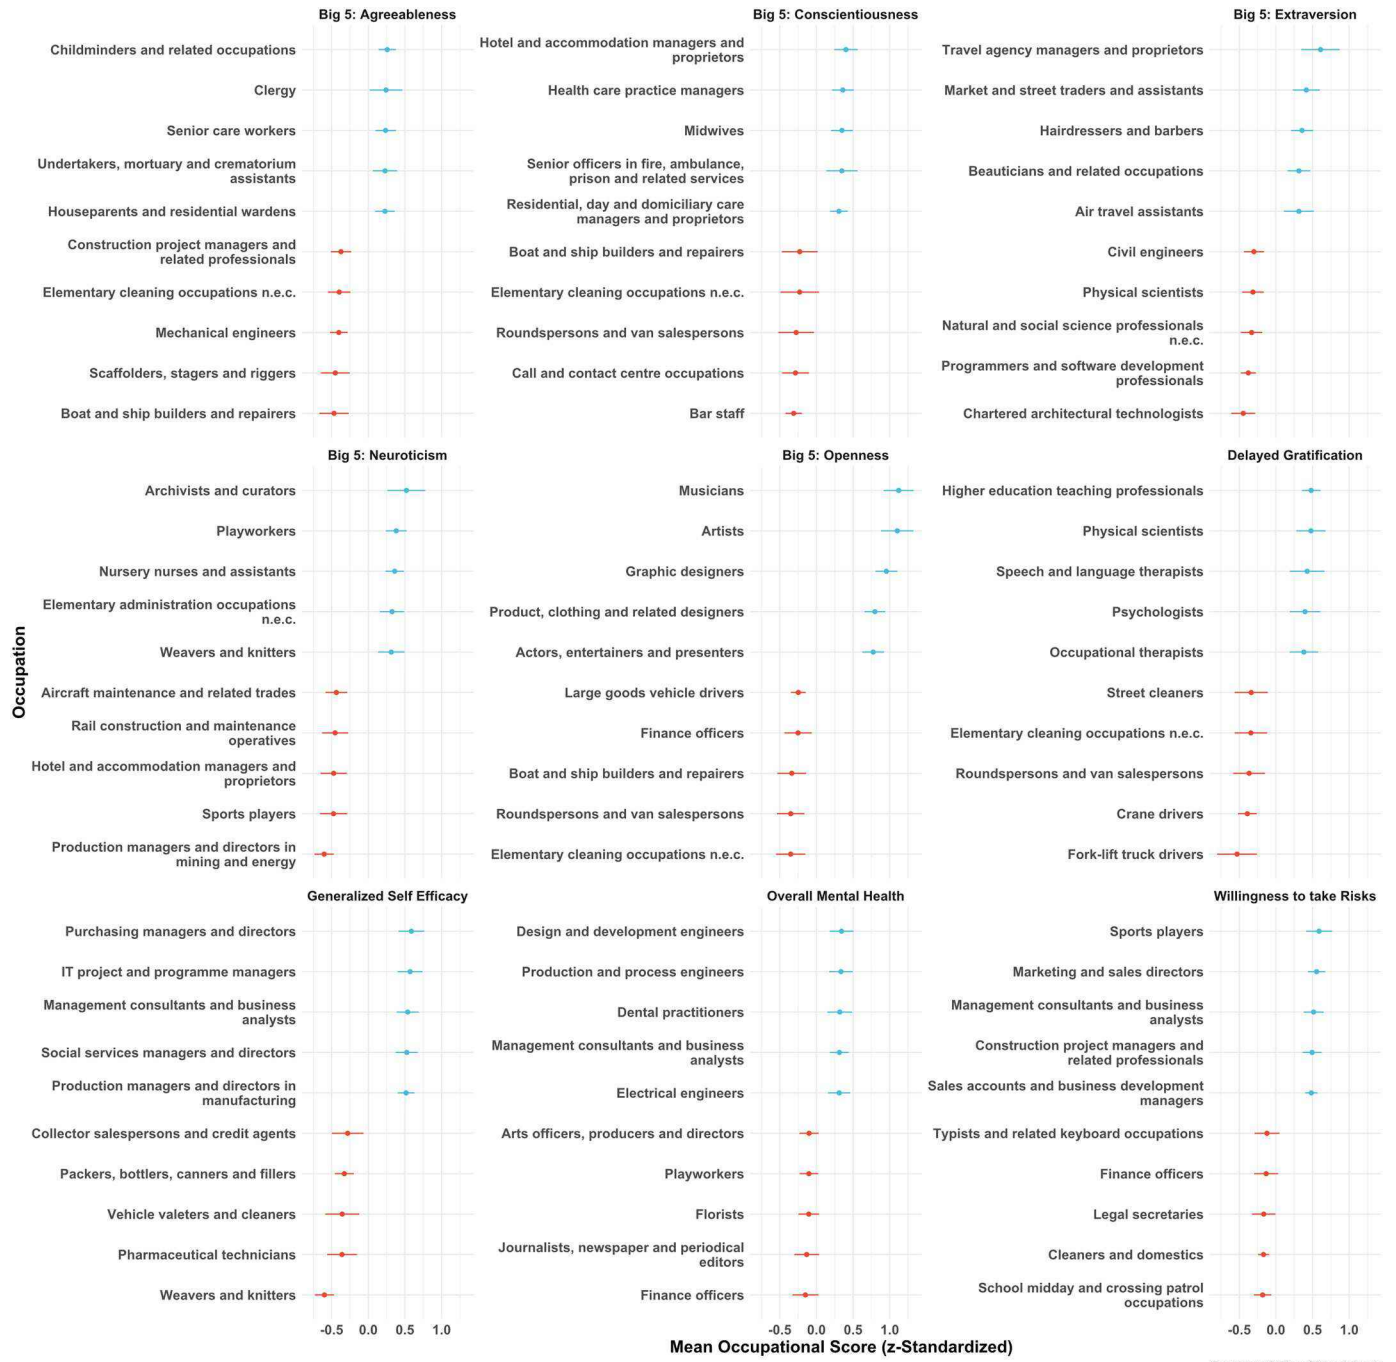 Big 5: Agreeableness
Childminders and related occupations
Clergy
Senior care workers
Undertakers, mortuary and crematorium
assistants
Houseparents and residential wardens
Construction project managers and
related professionals
Elementary cleaning occupations n.e.c.
Mechanical engineers
Scaffolders, stagers and riggers
Boat and ship builders and repairers
Big 5: Conscientiousness
Hotel and accommodation managers and
proprietors
Health care practice managers
Midwives
Senior officers in fire, ambulance,
prison and related services
Residential, day and domiciliary care
managers and proprietors
Boat and ship builders and repairers
Elementary cleaning occupations n.e.c.
Roundspersons and van salespersons
Call and contact centre occupations
Bar staff
Big 5: Extraversion
Travel agency managers and proprietors
Market and street traders and assistants
Hairdressers and barbers
Beauticians and related occupations
Air travel assistants
Civil engineers
Physical scientists
Natural and social science professionals
n.e.c.
Programmers and software development
professionals
Chartered architectural technologists
Occupation
Big 5: Neuroticism
Archivists and curators
Playworkers
Nursery nurses and assistants
Elementary administration occupations
n.e.c.
Weavers and knitters
Aircraft maintenance and related trades
Rail construction and maintenance
operatives
Hotel and accommodation managers and
proprietors
Sports players
Production managers and directors in
mining and energy
Big 5: Openness
Musicians
Artists
Graphic designers
Product, clothing and related designers
Actors, entertainers and presenters
Large goods vehicle drivers
Finance officers
Boat and ship builders and repairers
Roundspersons and van salespersons
Elementary cleaning occupations n.e.c.
Delayed Gratification
Higher education teaching professionals
Physical scientists
Speech and language therapists
Psychologists
Occupational therapists
Street cleaners
Elementary cleaning occupations n.e.c.
Roundspersons and van salespersons
Crane drivers
Fork-lift truck drivers
Generalized Self Efficacy
Purchasing managers and directors
IT project and programme managers
Management consultants and business
analysts
Social services managers and directors
Production managers and directors in
manufacturing
Collector salespersons and credit agents
Packers, bottlers, canners and fillers
Vehicle valeters and cleaners
Pharmaceutical technicians
Weavers and knitters
-0.5 0.0 0.5 1.0
Overall Mental Health
Design and development engineers
Production and process engineers
Dental practitioners
Management consultants and business
analysts
Electrical engineers
Arts officers, producers and directors
Playworkers
Florists
Journalists, newspaper and periodical
editors
Finance officers
-0.5 0.0 0.5 1.0
Willingness to take Risks
Sports players
Marketing and sales directors
Management consultants and business
analysts
Construction project managers and
related professionals
Sales accounts and business development
managers
Typists and related keyboard occupations
Finance officers
Legal secretaries
Cleaners and domestics
School midday and crossing patrol
occupations
-0.5 0.0 0.5 1.0
Mean Occupational Score (z-Standardized)